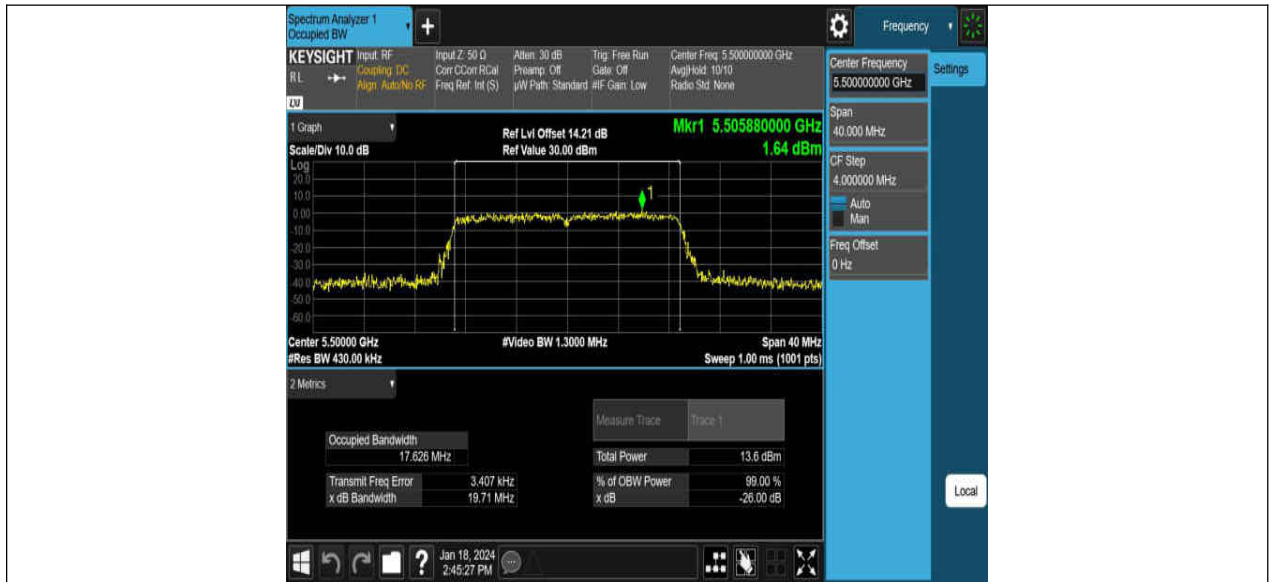 Spectrum Analyzer 1
Occupied BW
+
Frequency
KEYSIGHT
RL
LXI
Input: RF
Coupling: DC
Align: Auto/No RF
Input Z: 50 Ω
Corr CCorr RCal
Freq Ref: Int (S)
Atten: 30 dB
Preamp: Off
µW Path: Standard
Trig: Free Run
Gate: Off
#IF Gain: Low
Center Freq: 5.500000000 GHz
Avg|Hold: 10/10
Radio Std: None
Center Frequency
5.500000000 GHz
Settings
Span
40.000 MHz
CF Step
4.000000 MHz
Auto
Man
Freq Offset
0 Hz
Local
1 Graph
Scale/Div 10.0 dB
Ref Lvl Offset 14.21 dB
Ref Value 30.00 dBm
Mkr1 5.505880000 GHz
1.64 dBm
Log
20.0
10.0
0.00
-10.0
-20.0
-30.0
-40.0
-50.0
-60.0
1
Center 5.50000 GHz
#Video BW 1.3000 MHz
Span 40 MHz
#Res BW 430.00 kHz
Sweep 1.00 ms (1001 pts)
2 Metrics
Measure Trace
Trace 1
Occupied Bandwidth
17.626 MHz
Total Power
13.6 dBm
Transmit Freq Error
3.407 kHz
% of OBW Power
99.00 %
x dB Bandwidth
19.71 MHz
x dB
-26.00 dB
?
Jan 18, 2024
2:45:27 PM